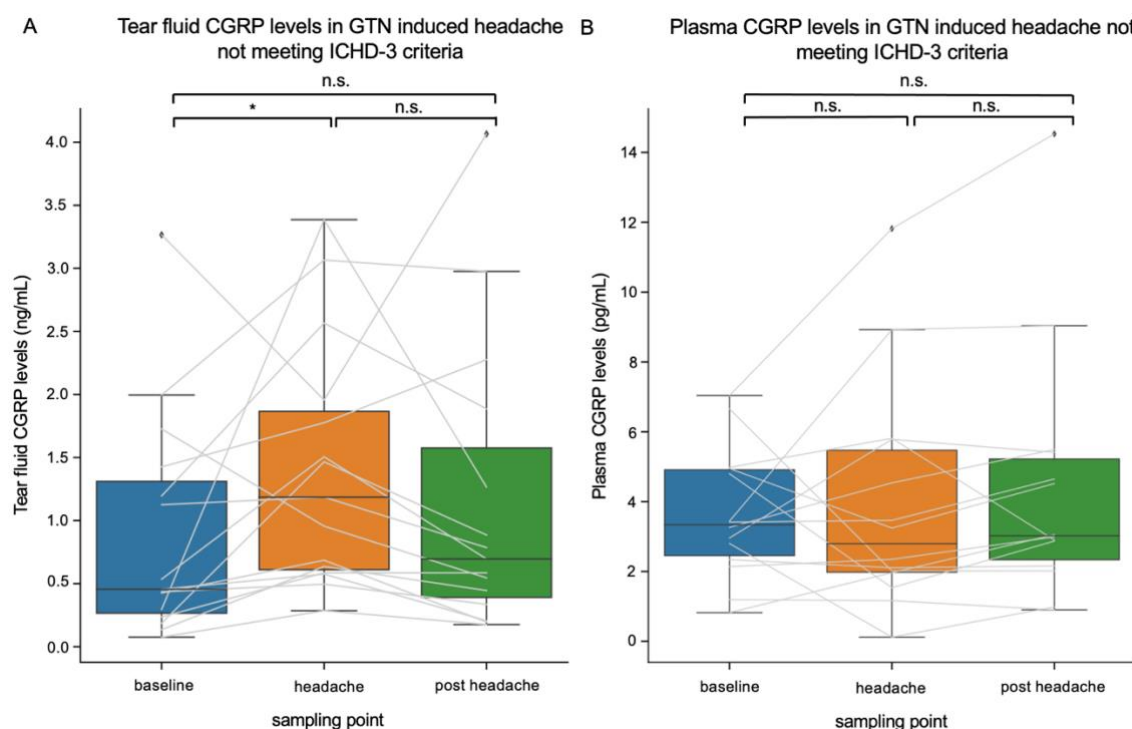 A
Tear fluid CGRP levels in GTN induced headache
not meeting ICHD-3 criteria
n.s.
*
n.s.
4.0
3.5
3.0
2.5
2.0
1.5
1.0
0.5
0.0
Tear fluid CGRP levels (ng/mL)
baseline
headache
post headache
sampling point
B
Plasma CGRP levels in GTN induced headache not
meeting ICHD-3 criteria
n.s.
n.s.
n.s.
14
12
10
8
6
4
2
0
Plasma CGRP levels (pg/mL)
baseline
headache
post headache
sampling point